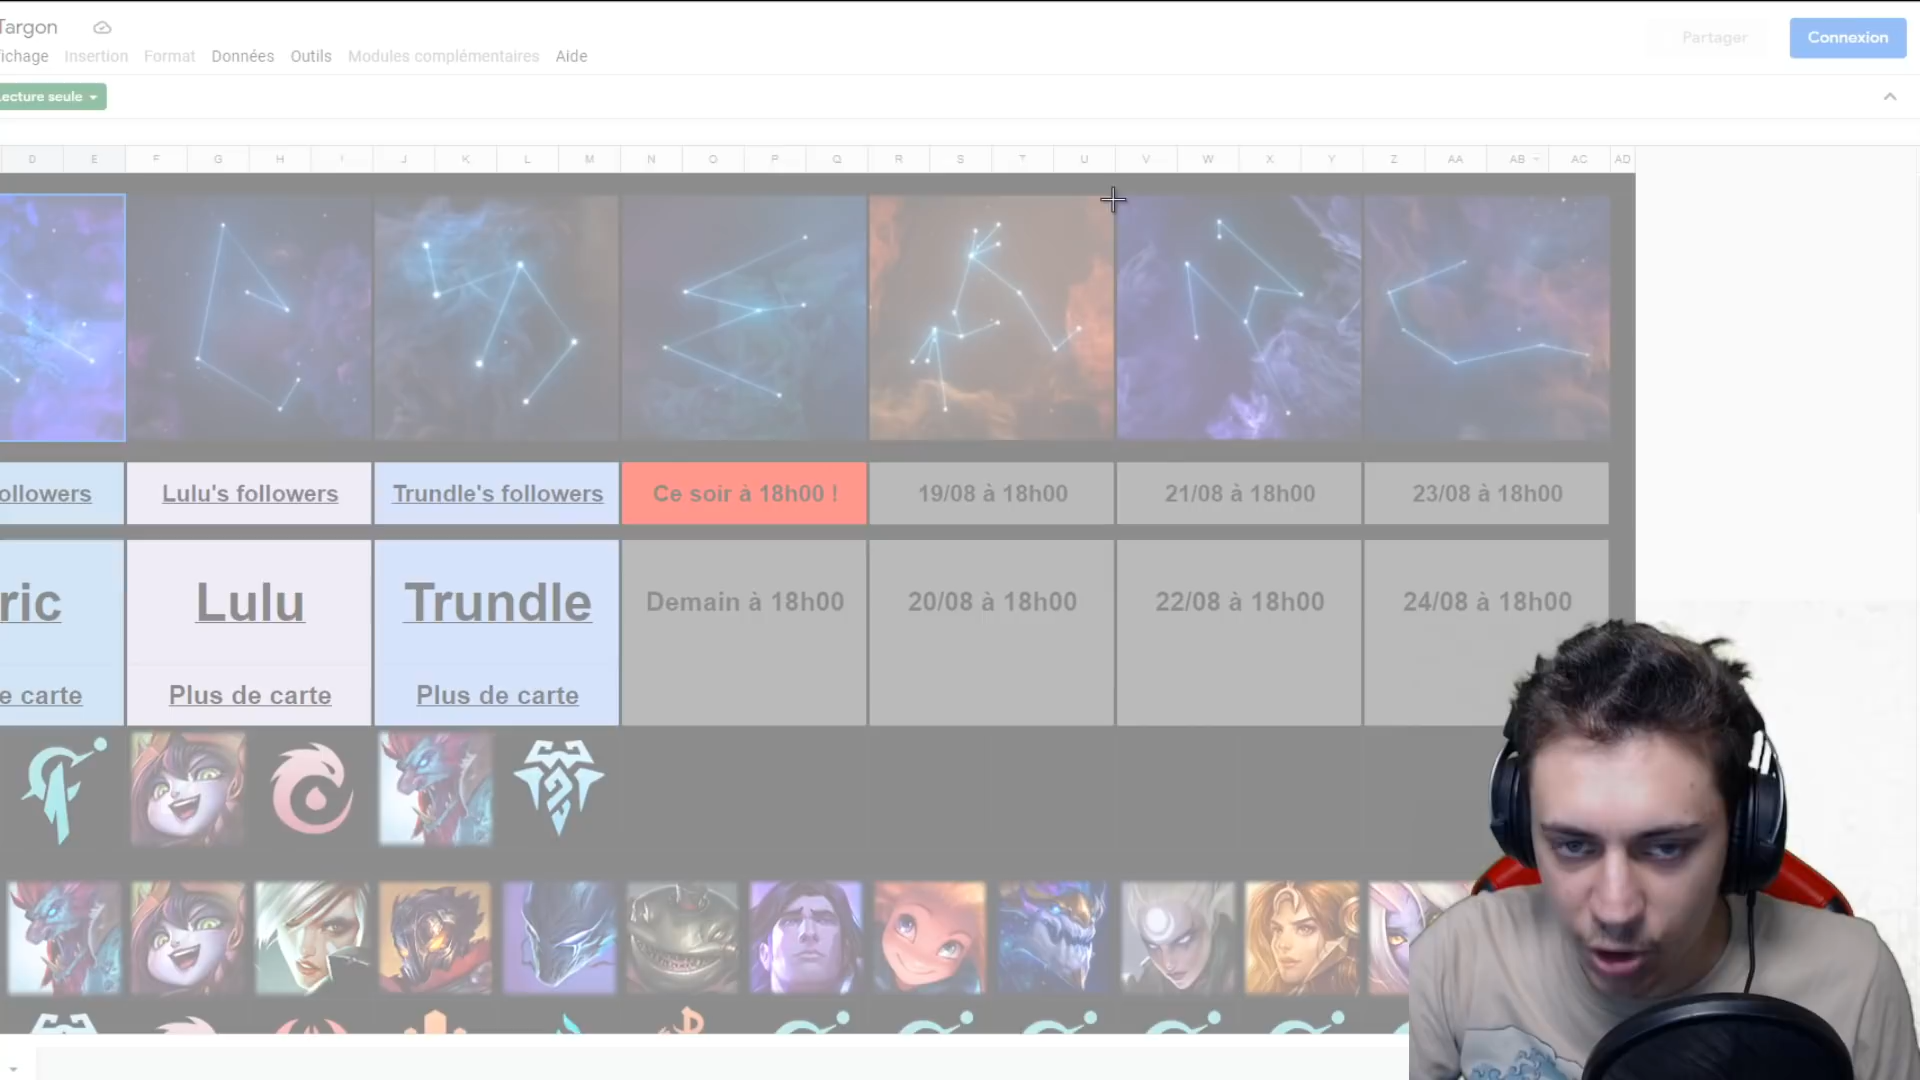 Targon
fichage Insertion Format Données Outils Modules complémentaires Aide
Partager
Connexion
Lecture seule
D E F G H I J K L M N O P Q R S T U V W X Y Z AA AB AC AD
ollowers
Lulu's followers
Trundle's followers
Ce soir à 18h00 !
19/08 à 18h00
21/08 à 18h00
23/08 à 18h00
ric
Lulu
Trundle
Demain à 18h00
20/08 à 18h00
22/08 à 18h00
24/08 à 18h00
e carte
Plus de carte
Plus de carte